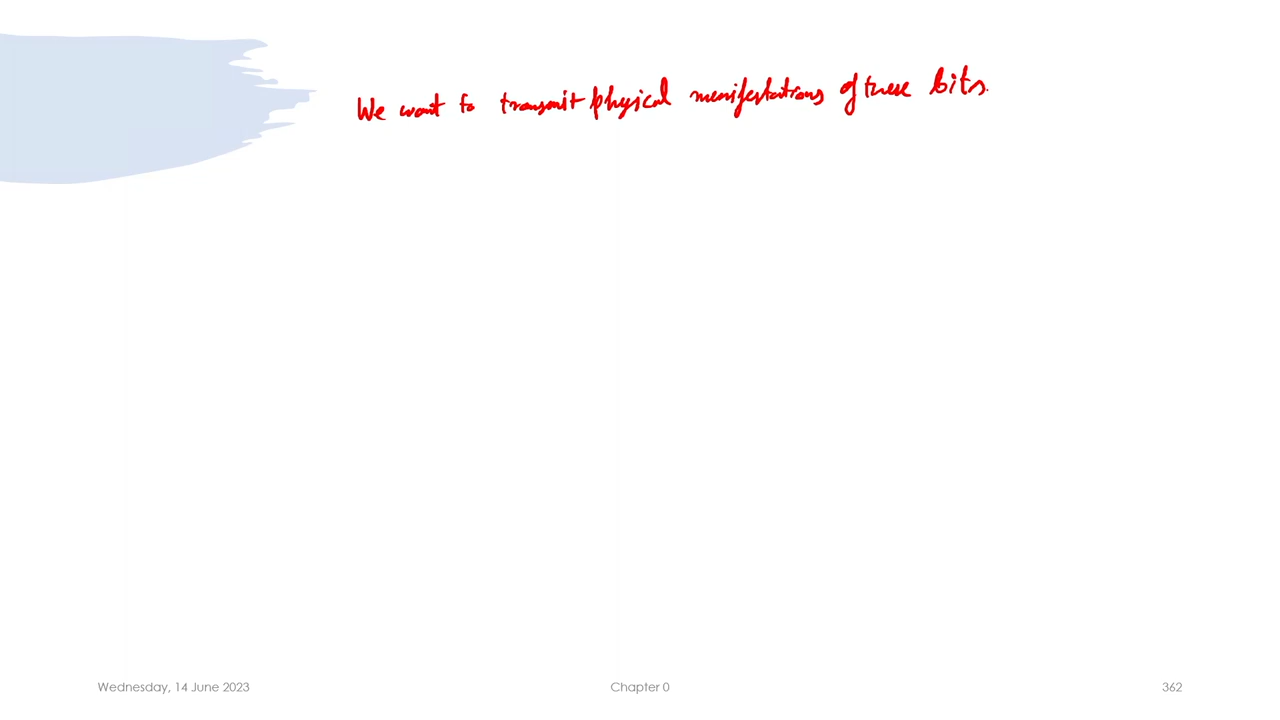 We want to transmit physical manifestations of these bits.
Wednesday, 14 June 2023
Chapter 0
362